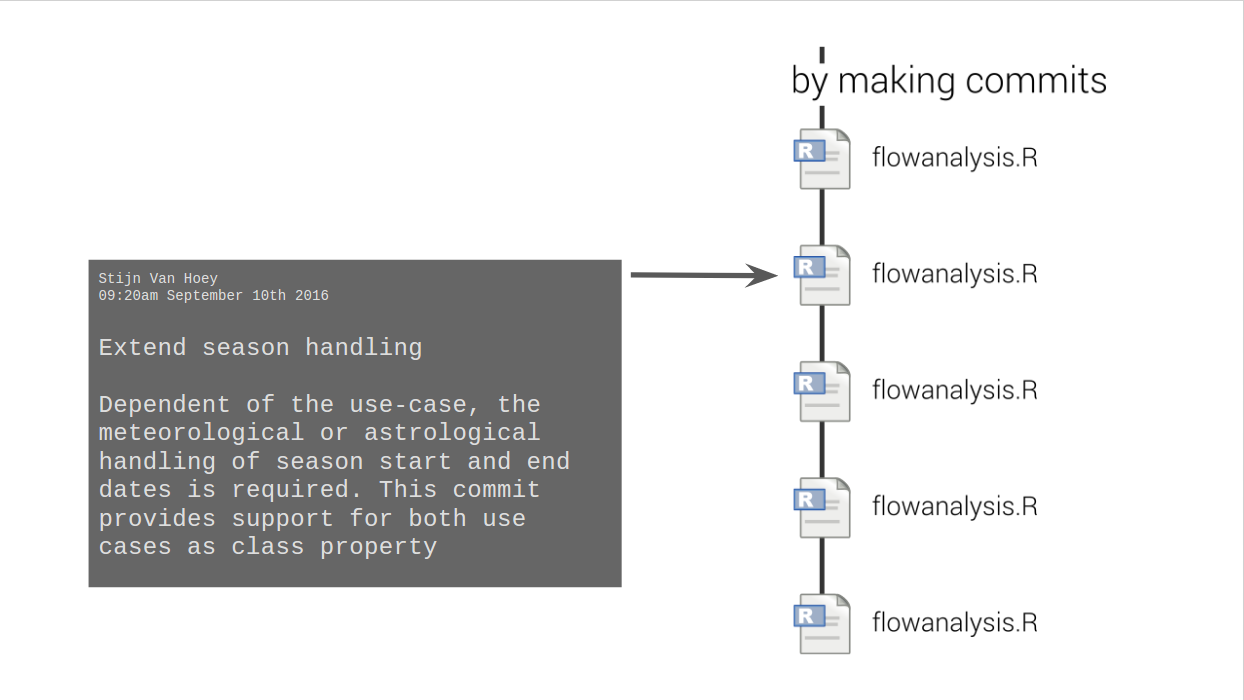 by making commits
R
flowanalysis.R
Stijn Van Hoey
09:20am September 10th 2016
Extend season handling
Dependent of the use-case, the
meteorological or astrological
handling of season start and end
dates is required. This commit
provides support for both use
cases as class property
R
flowanalysis.R
R
flowanalysis.R
R
flowanalysis.R
R
flowanalysis.R